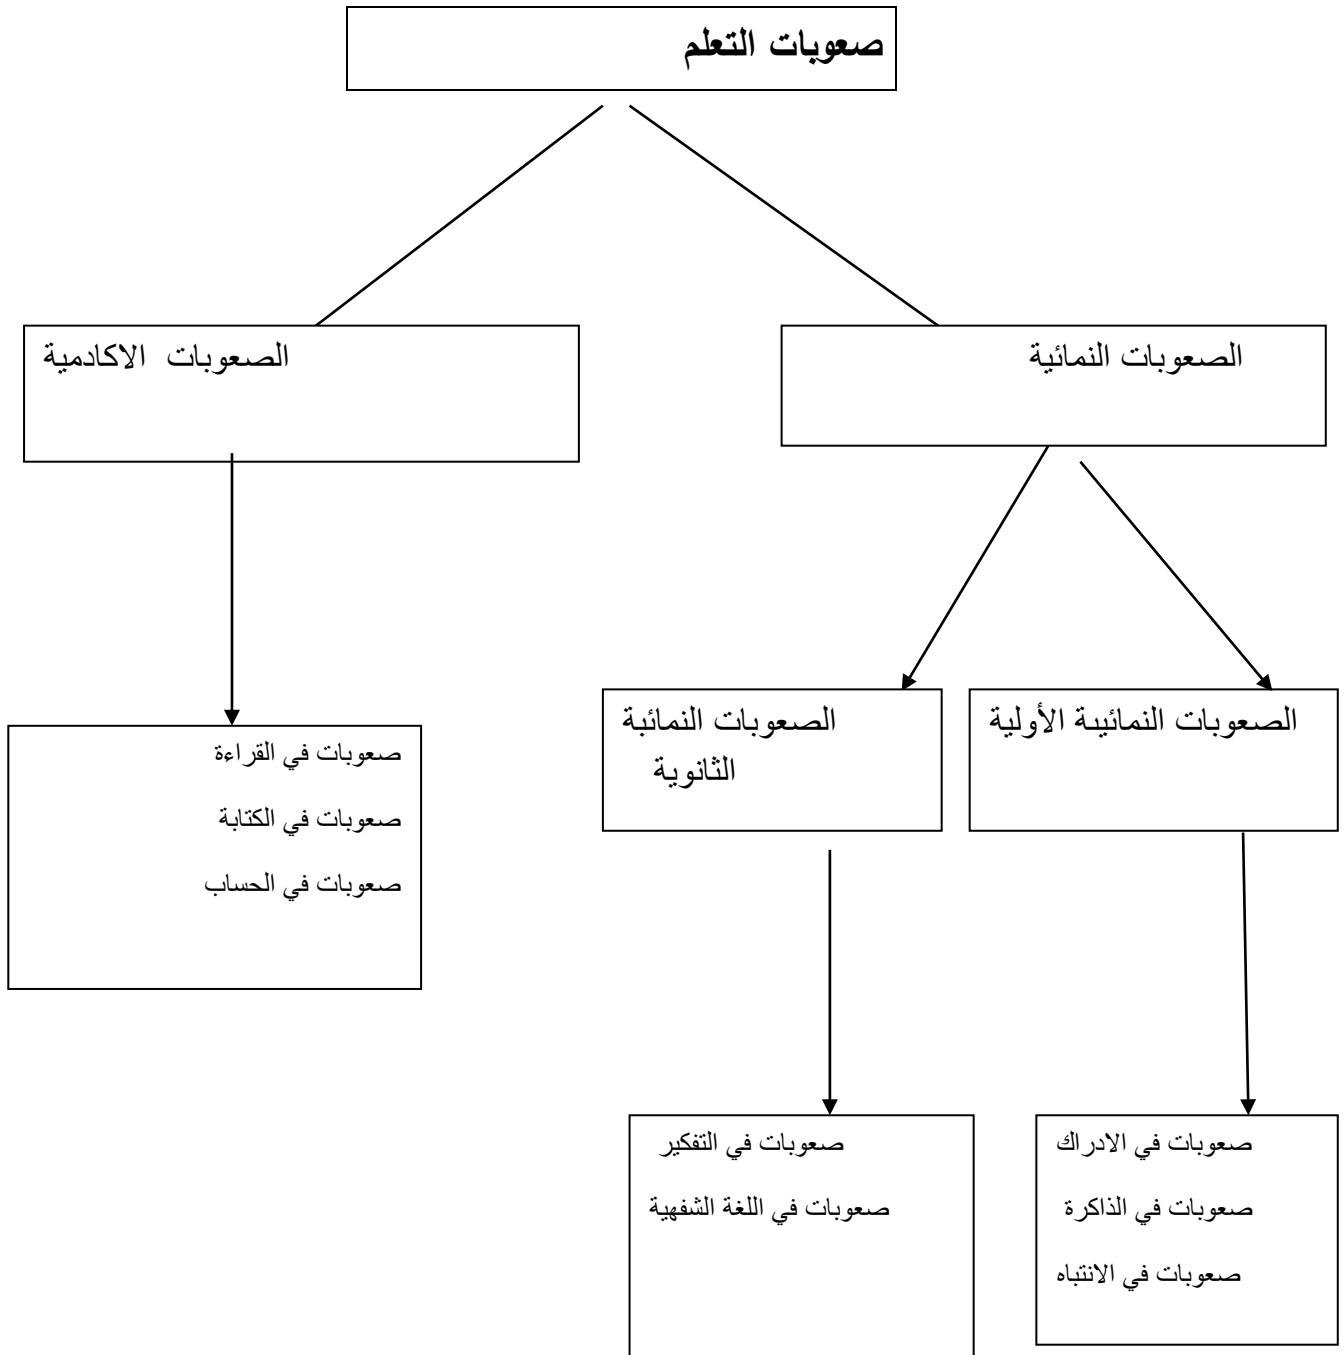 صعوبات التعلم
الصعوبات النمائية
الصعوبات الاكادمية
الصعوبات النمائيىة الأولية
الصعوبات النمائبة
الثانوية
صعوبات في القراءة
صعوبات في الكتابة
صعوبات في الحساب
صعوبات في الادراك
صعوبات في الذاكرة
صعوبات في الانتباه
صعوبات في التفكير
صعوبات في اللغة الشفهية